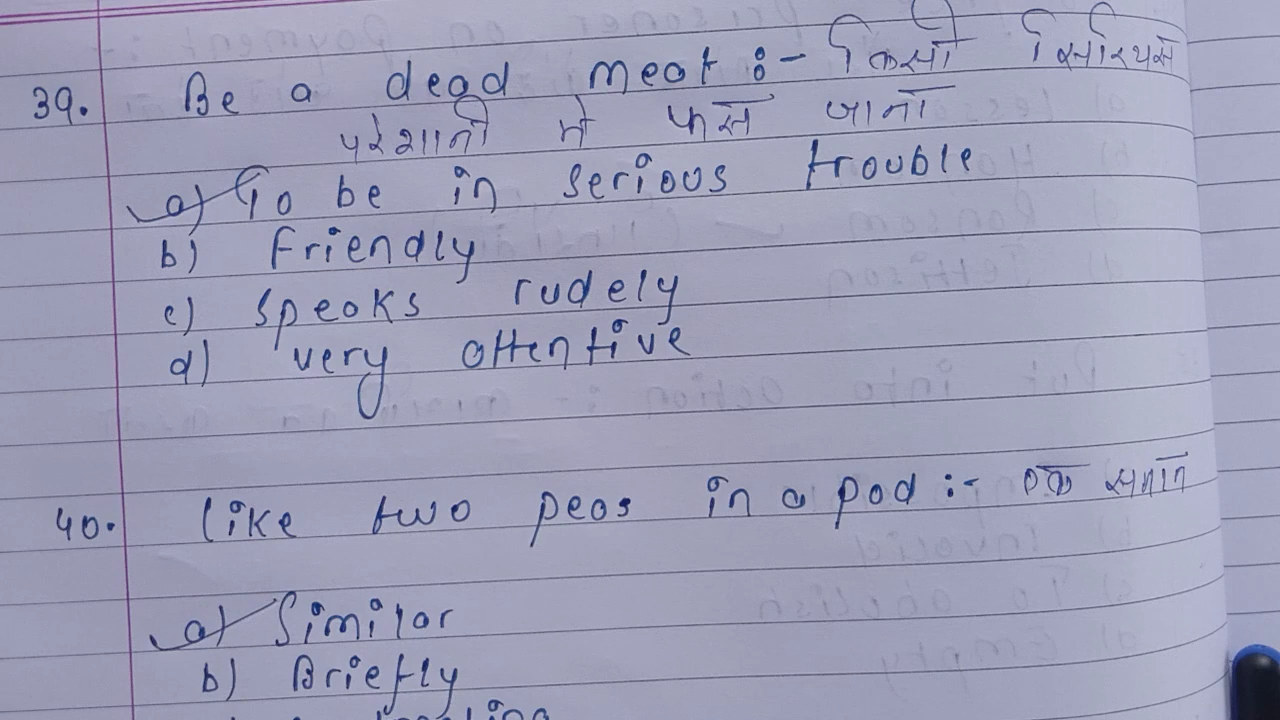 39. Be a dead meat :- किसी सिरियस
परेशानी मे फस जाना
a) To be in serious trouble
b) Friendly
c) speaks rudely
d) very attentive
40. Like two peas in a pod :- एक समान
a) Similar
b) Briefly